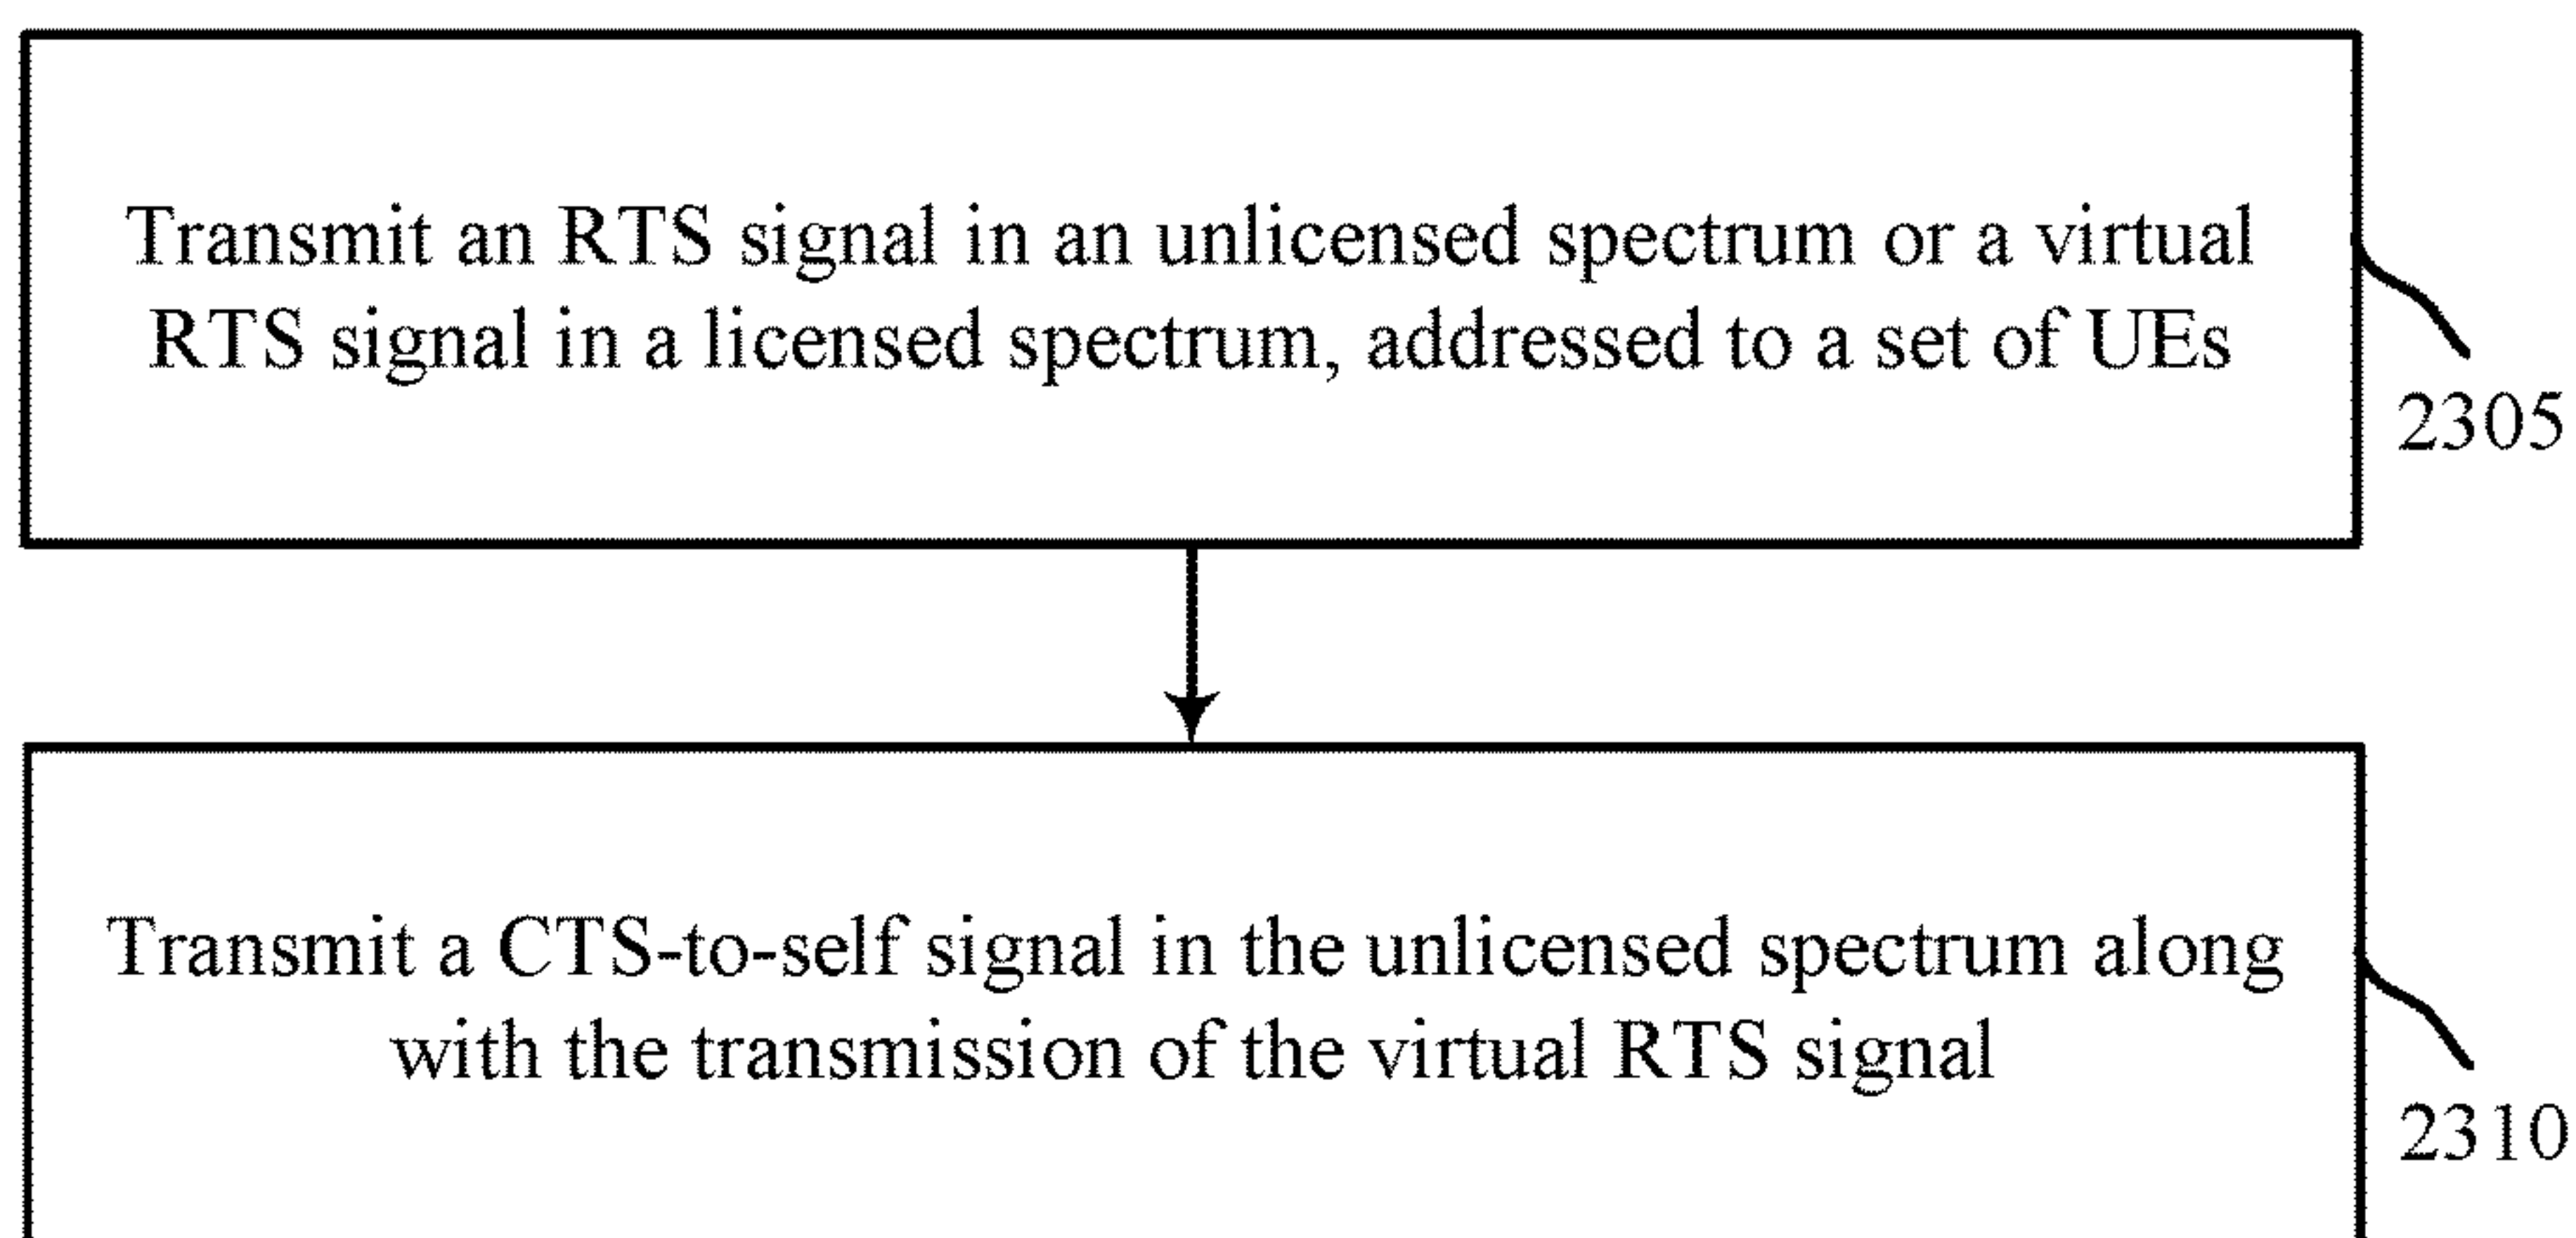 Transmit an RTS signal in an unlicensed spectrum or a virtual
RTS signal in a licensed spectrum, addressed to a set of UEs
2305
Transmit a CTS-to-self signal in the unlicensed spectrum along
with the transmission of the virtual RTS signal
2310